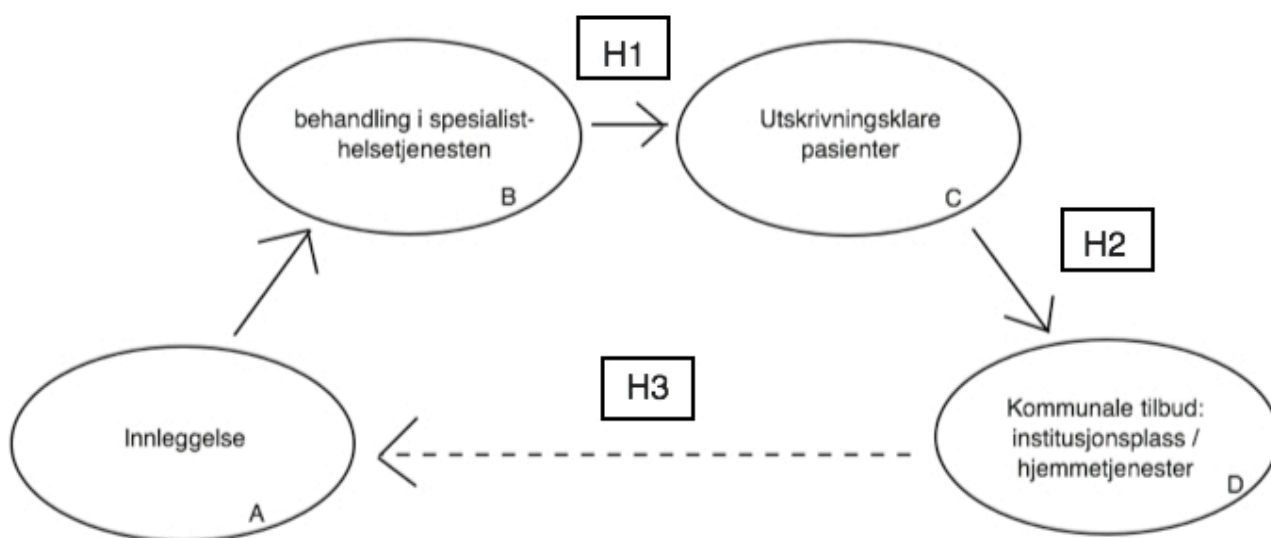 H1
behandling i spesialist-
helsetjenesten
B
Utskrivningsklare
pasienter
C
H2
H3
Innleggelse
A
Kommunale tilbud:
institusjonsplass /
hjemmetjenester
D